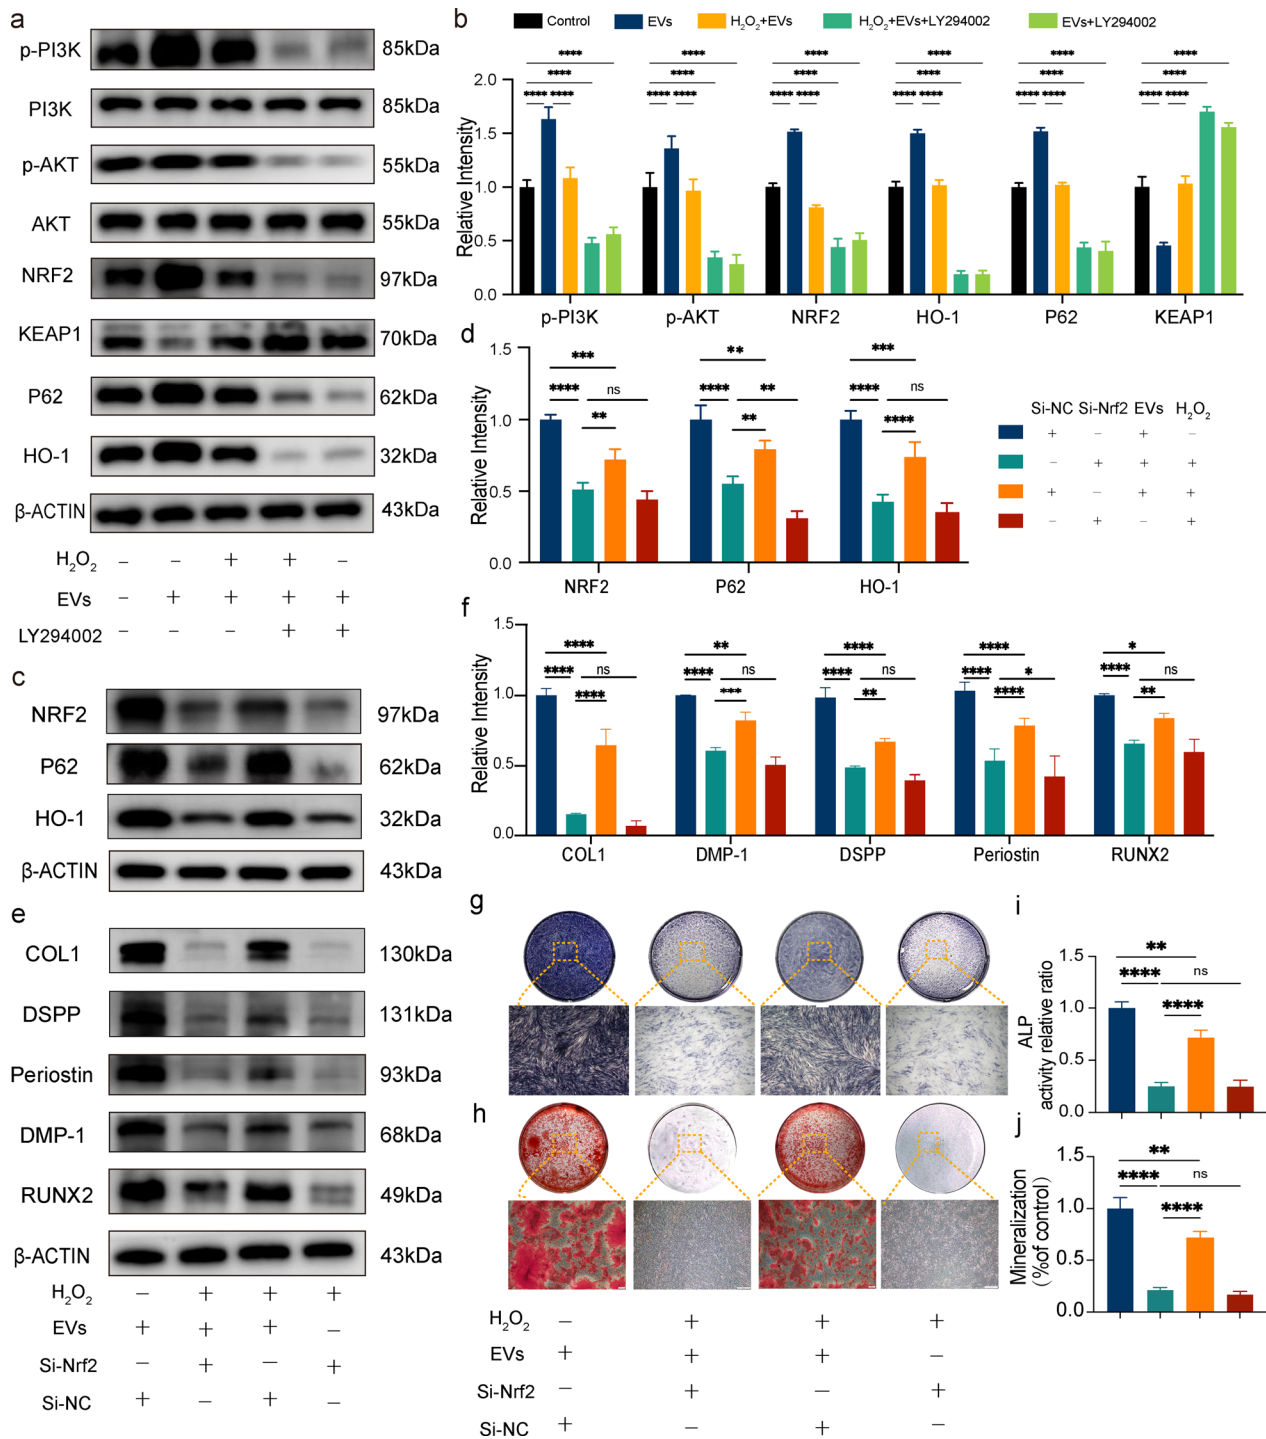 a
p-PI3K 85kDa
PI3K 85kDa
p-AKT 55kDa
AKT 55kDa
NRF2 97kDa
KEAP1 70kDa
P62 62kDa
HO-1 32kDa
β-ACTIN 43kDa
H₂O₂ – – + + –
EVs – + + + +
LY294002 – – – + +
b
Control EVs H₂O₂+EVs H₂O₂+EVs+LY294002 EVs+LY294002
**** **** **** **** **** ****
**** **** **** **** **** ****
**** **** **** **** **** **** **** **** **** **** **** ****
Relative Intensity
2.0
1.5
1.0
0.5
0.0
p-PI3K p-AKT NRF2 HO-1 P62 KEAP1
c
NRF2 97kDa
P62 62kDa
HO-1 32kDa
β-ACTIN 43kDa
d
Relative Intensity
1.5
1.0
0.5
0.0
*** ** ***
**** ns **** ** **** ns
** ** ****
NRF2 P62 HO-1
Si-NC Si-Nrf2 EVs H₂O₂
+ – + –
– + + +
+ – + +
– + – +
e
COL1 130kDa
DSPP 131kDa
Periostin 93kDa
DMP-1 68kDa
RUNX2 49kDa
β-ACTIN 43kDa
H₂O₂ – + + +
EVs + + + –
Si-Nrf2 – + – +
Si-NC + – + –
f
Relative Intensity
1.5
1.0
0.5
0.0
**** ** **** **** *
**** ns **** ns **** ns **** * **** ns
**** *** ** **** **
COL1 DMP-1 DSPP Periostin RUNX2
g
h
H₂O₂ – + + +
EVs + + + –
Si-Nrf2 – + – +
Si-NC + – + –
i
ALP
activity relative ratio
1.5
1.0
0.5
0.0
**
**** ns
****
j
Mineralization
(%of control)
1.5
1.0
0.5
0.0
**
**** ns
****